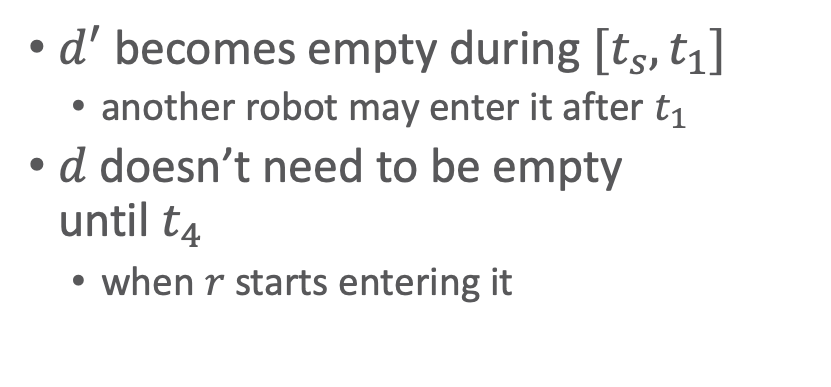 • d′ becomes empty during [tₛ, t₁]
• another robot may enter it after t₁
• d doesn’t need to be empty
until t₄
• when r starts entering it